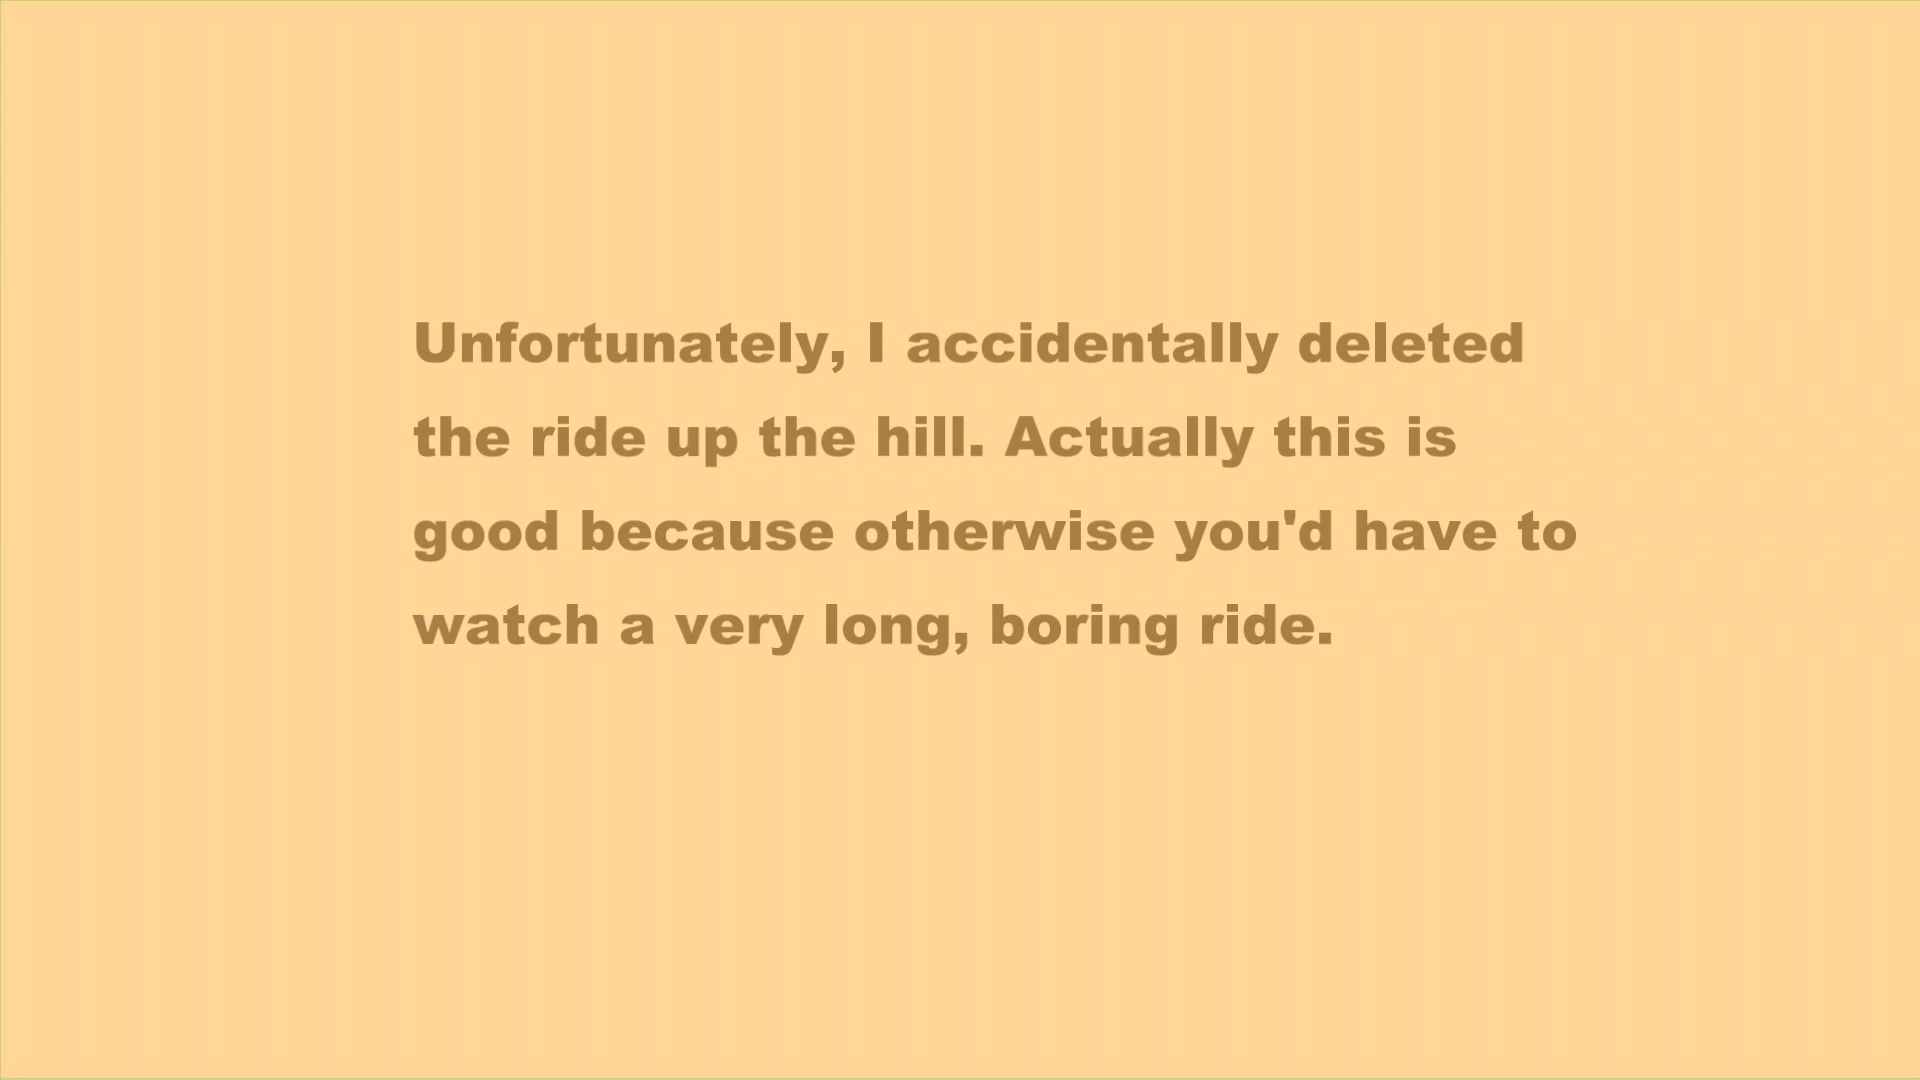 Unfortunately, I accidentally deleted
the ride up the hill. Actually this is
good because otherwise you'd have to
watch a very long, boring ride.